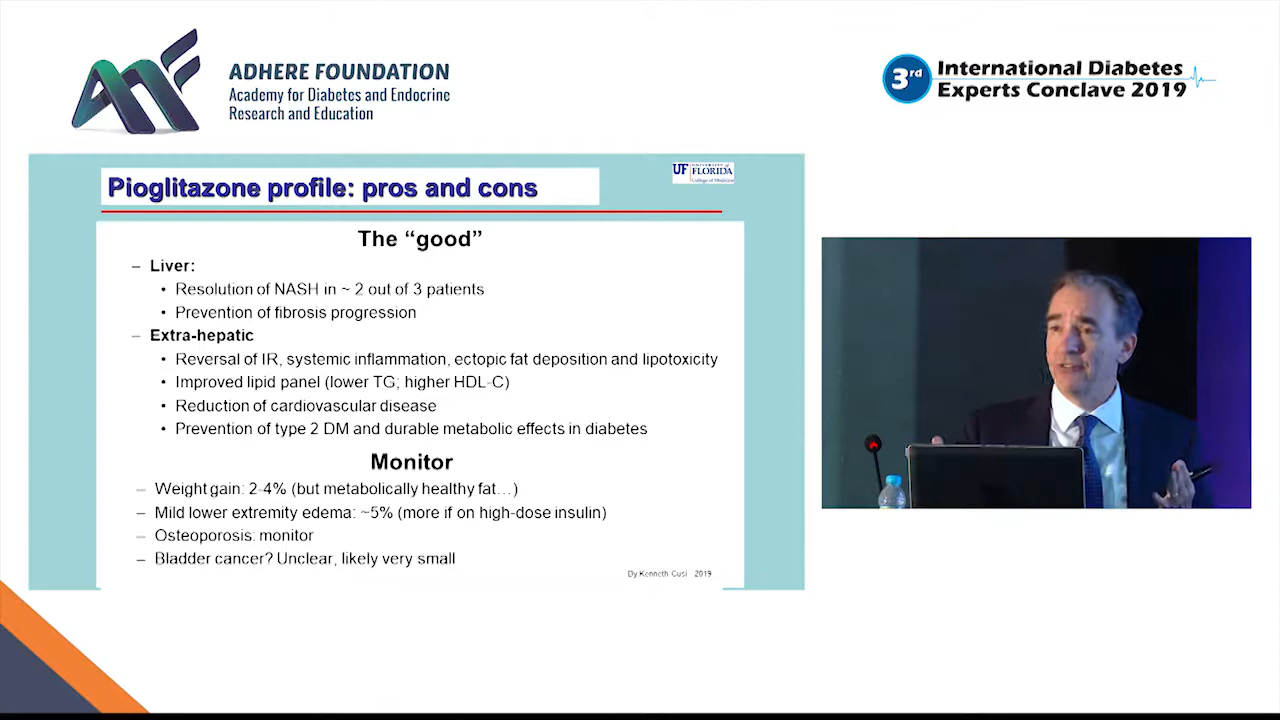 ADHERE FOUNDATION
Academy for Diabetes and Endocrine
Research and Education
3rd
International Diabetes
Experts Conclave 2019
Pioglitazone profile: pros and cons
UF UNIVERSITY of
FLORIDA
College of Medicine
The “good”
– Liver:
• Resolution of NASH in ~ 2 out of 3 patients
• Prevention of fibrosis progression
– Extra-hepatic
• Reversal of IR, systemic inflammation, ectopic fat deposition and lipotoxicity
• Improved lipid panel (lower TG; higher HDL-C)
• Reduction of cardiovascular disease
• Prevention of type 2 DM and durable metabolic effects in diabetes
Monitor
– Weight gain: 2-4% (but metabolically healthy fat…)
– Mild lower extremity edema: ~5% (more if on high-dose insulin)
– Osteoporosis: monitor
– Bladder cancer? Unclear, likely very small
By Kenneth Cusi 2019